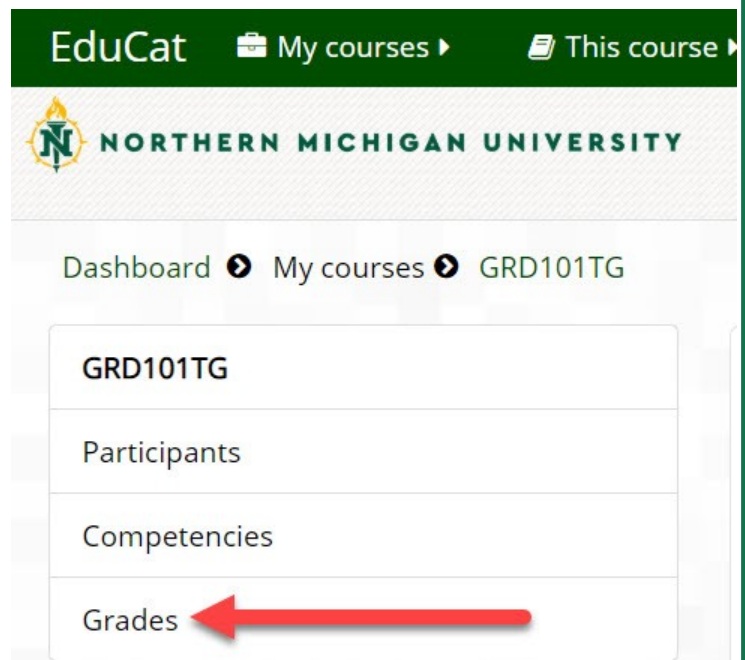 EduCat My courses This course
NORTHERN MICHIGAN UNIVERSITY
Dashboard My courses GRD101TG
GRD101TG
Participants
Competencies
Grades